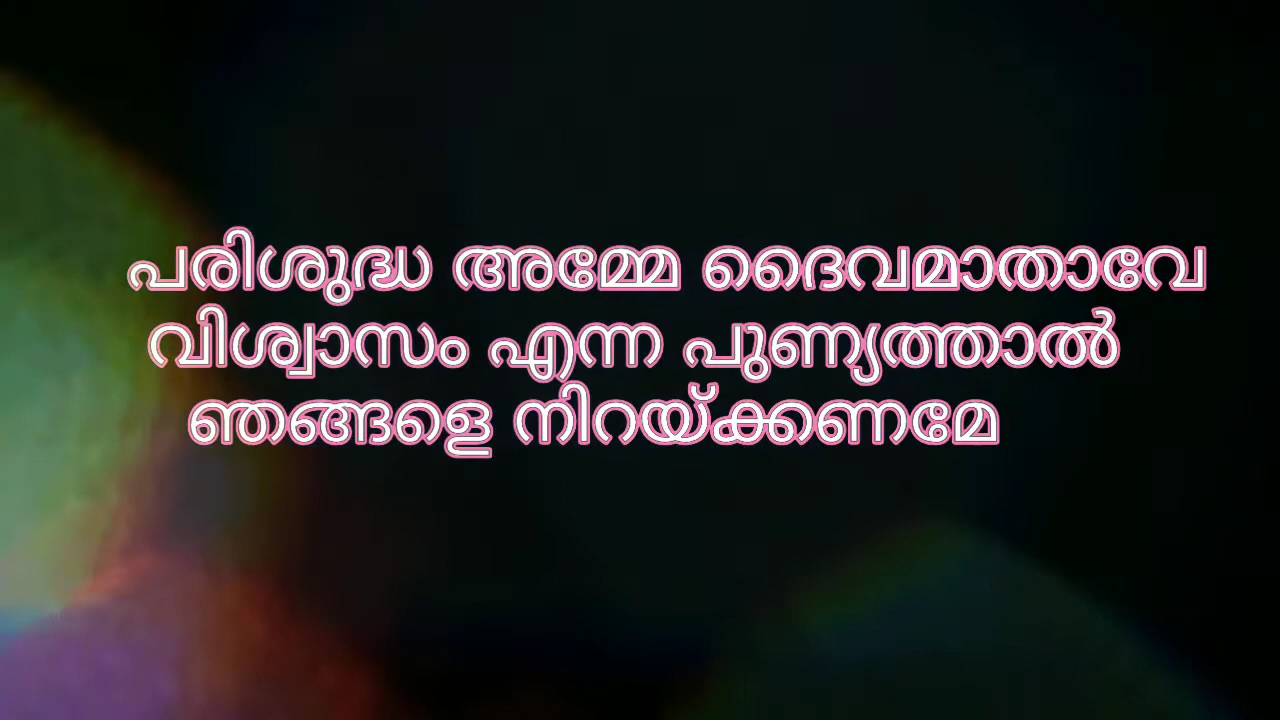 പരിശുദ്ധ അമ്മേ ദൈവമാതാവേ
വിശ്വാസം എന്ന പുണ്യത്താൽ
ഞങ്ങളെ നിറയ്ക്കണമേ